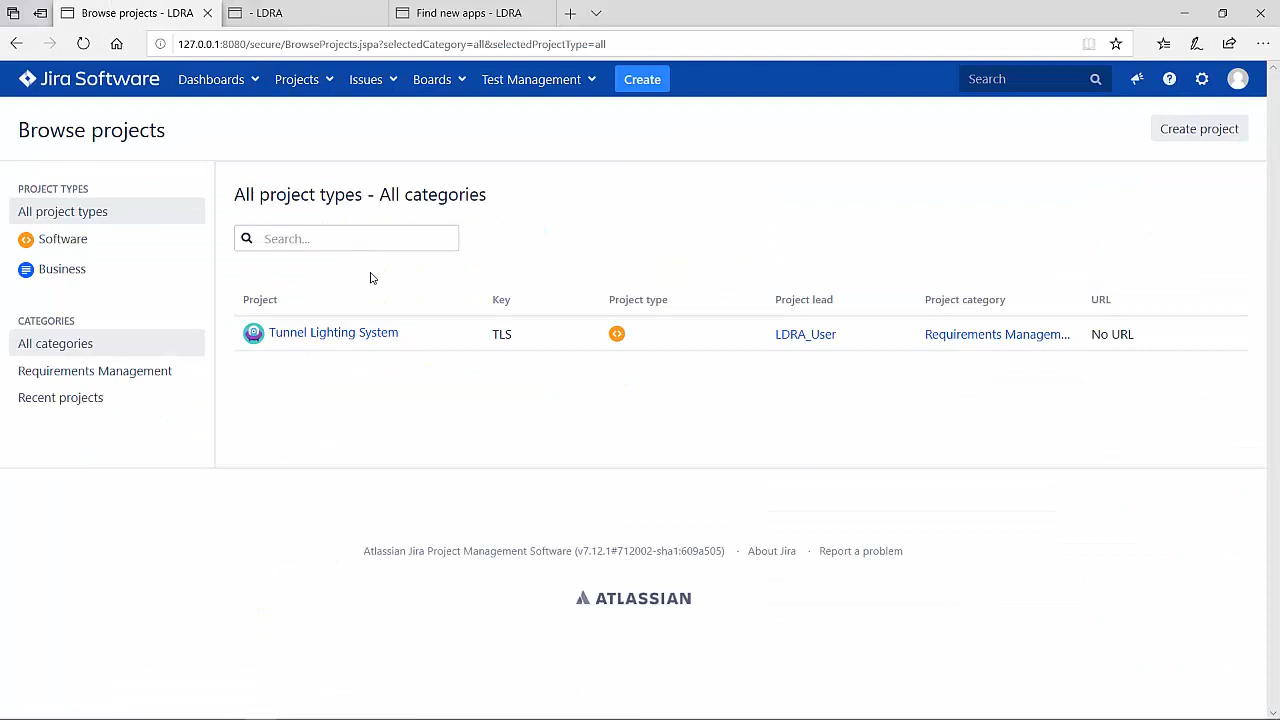 Browse projects - LDRA
- LDRA
Find new apps - LDRA
127.0.0.1:8080/secure/BrowseProjects.jspa?selectedCategory=all&selectedProjectType=all
Jira Software Dashboards Projects Issues Boards Test Management Create Search
Browse projects
Create project
PROJECT TYPES
All project types
Software
Business
CATEGORIES
All categories
Requirements Management
Recent projects
All project types - All categories
Search...
Project Key Project type Project lead Project category URL
Tunnel Lighting System TLS LDRA_User Requirements Managem... No URL
Atlassian Jira Project Management Software (v7.12.1#712002-sha1:609a505) · About Jira · Report a problem
ATLASSIAN